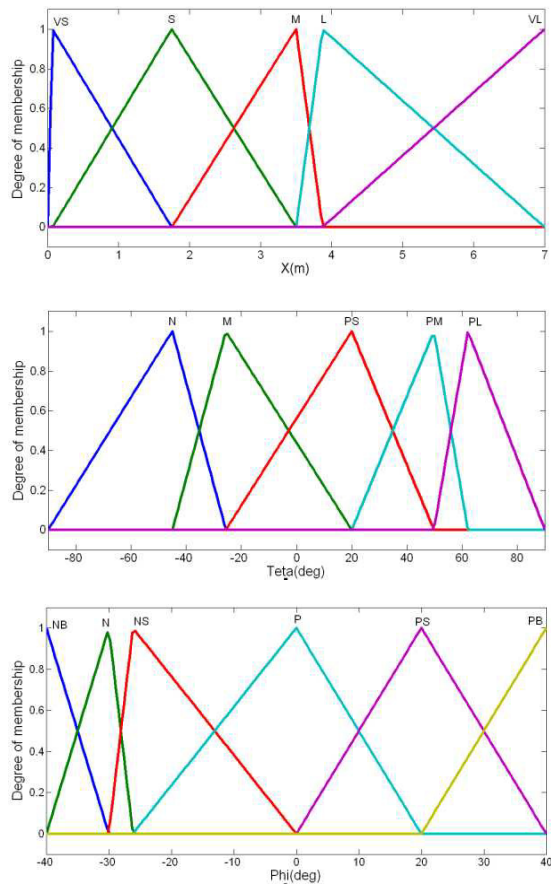 VS S M L VL
Degree of membership
1
0.8
0.6
0.4
0.2
0
0 1 2 3 4 5 6 7
X(m)
N M PS PM PL
Degree of membership
1
0.8
0.6
0.4
0.2
0
-80 -60 -40 -20 0 20 40 60 80
Teta(deg)
NB N NS P PS PB
Degree of membership
1
0.8
0.6
0.4
0.2
0
-40 -30 -20 -10 0 10 20 30 40
Phi(deg)